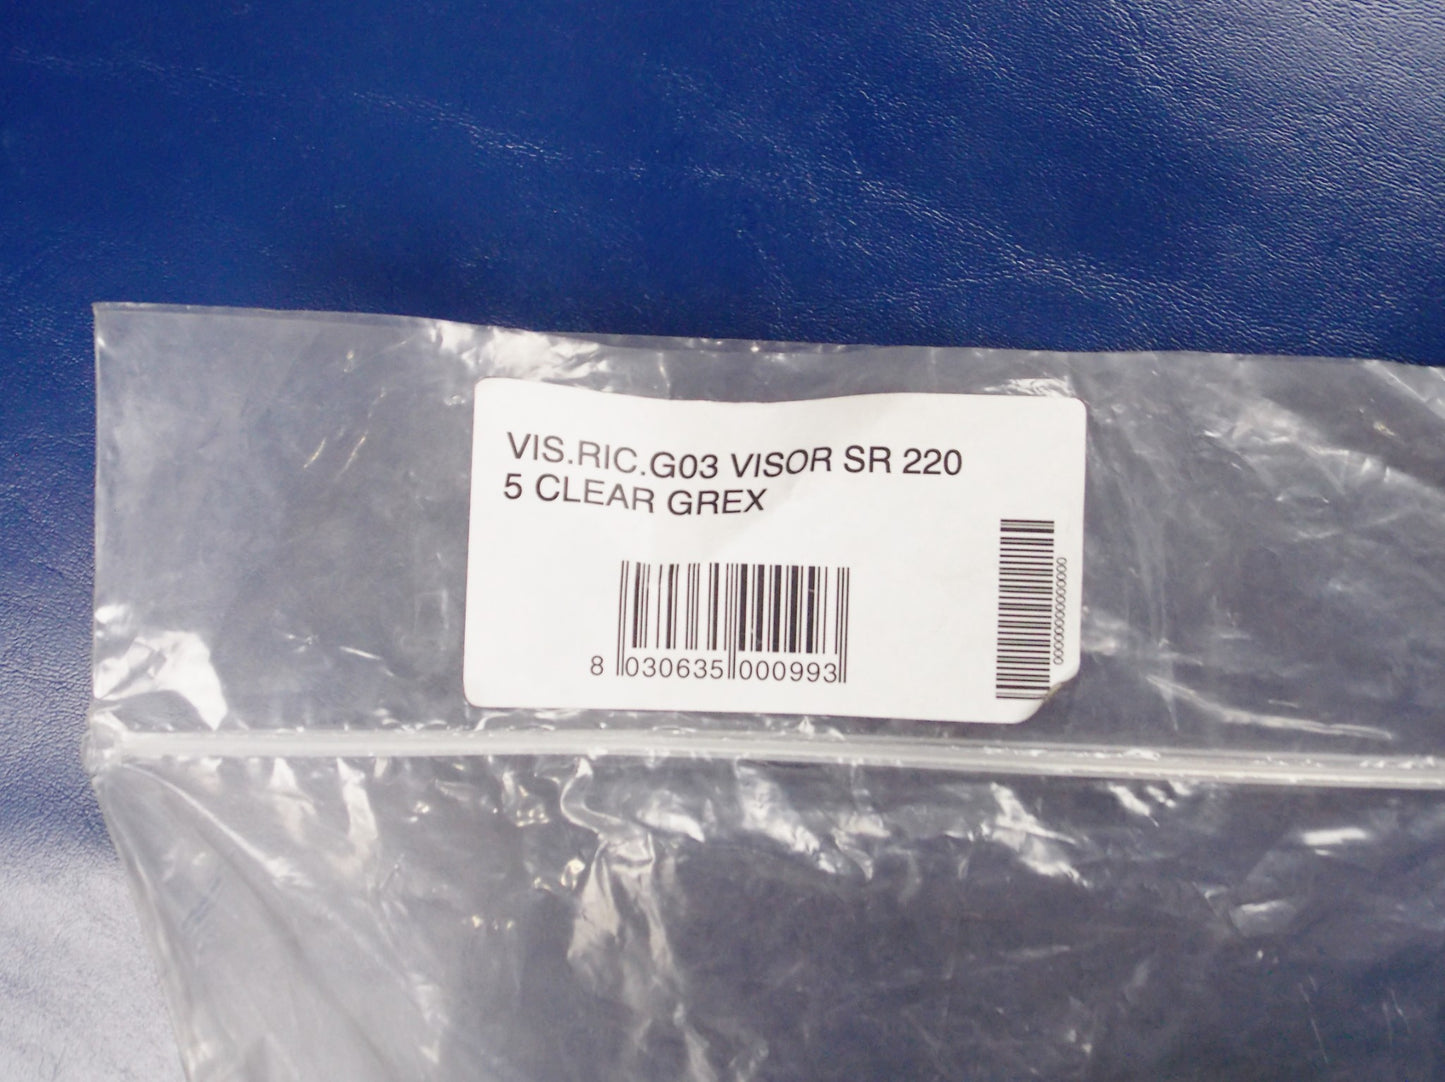 VIS.RIC.G03 VISOR SR 220
5 CLEAR GREX
8 030635 000993